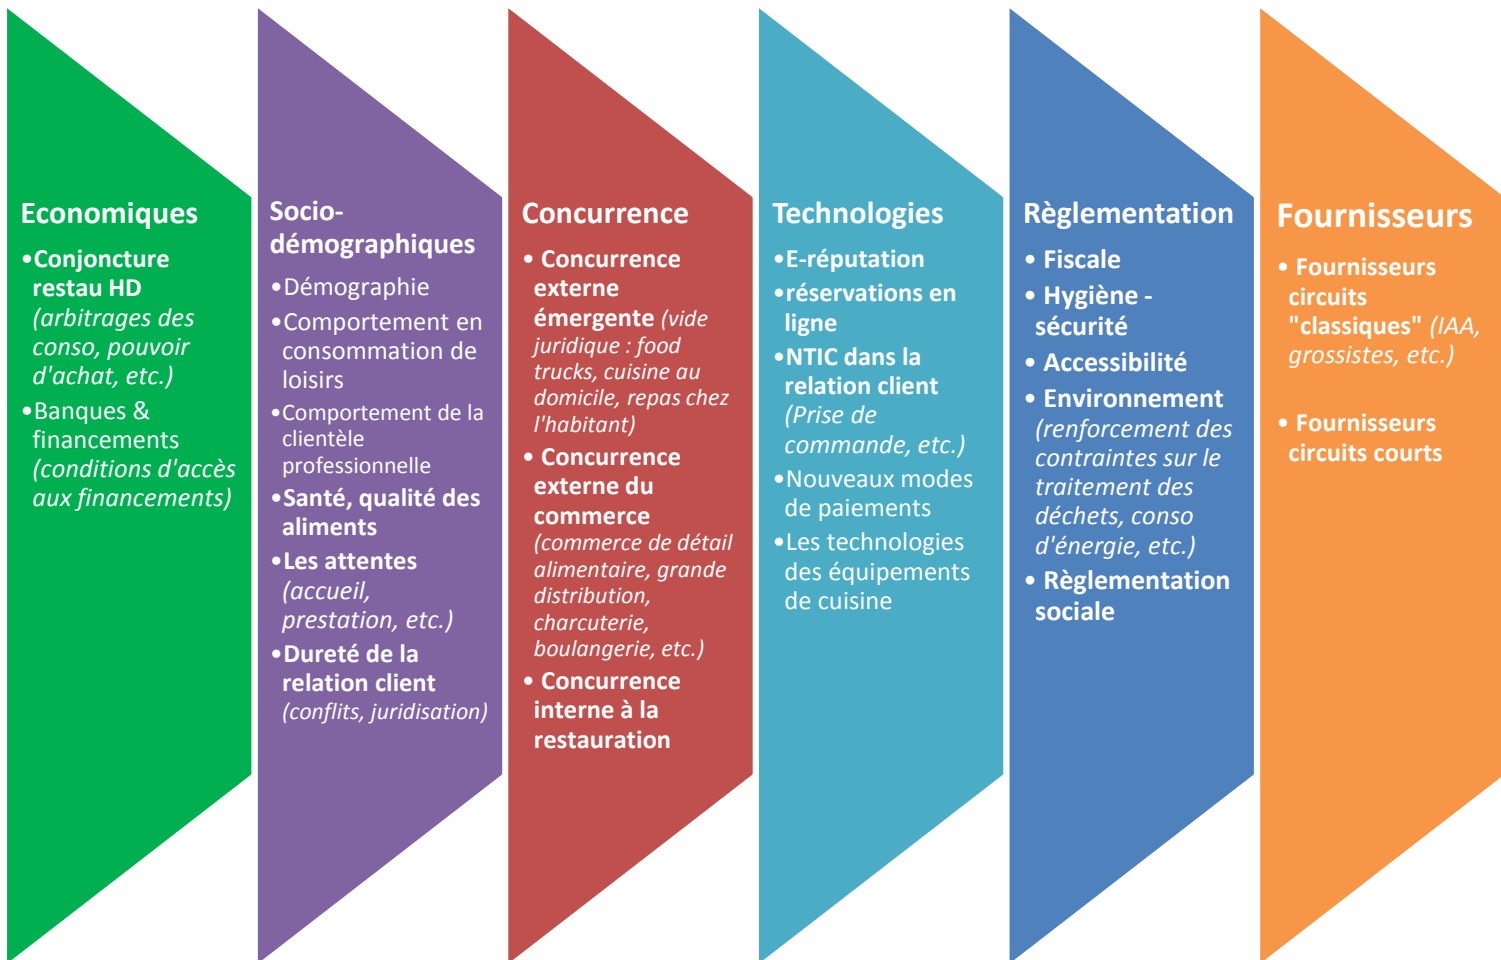 Economiques
•Conjoncture
restau HD
(arbitrages des
conso, pouvoir
d'achat, etc.)
•Banques &
financements
(conditions d'accès
aux financements)
Socio-
démographiques
•Démographie
•Comportement en
consommation de
loisirs
•Comportement de la
clientèle
professionnelle
•Santé, qualité des
aliments
•Les attentes
(accueil,
prestation, etc.)
•Dureté de la
relation client
(conflits, juridisation)
Concurrence
• Concurrence
externe
émergente (vide
juridique : food
trucks, cuisine au
domicile, repas chez
l'habitant)
• Concurrence
externe du
commerce
(commerce de détail
alimentaire, grande
distribution,
charcuterie,
boulangerie, etc.)
• Concurrence
interne à la
restauration
Technologies
•E-réputation
•réservations en
ligne
•NTIC dans la
relation client
(Prise de
commande, etc.)
•Nouveaux modes
de paiements
•Les technologies
des équipements
de cuisine
Règlementation
• Fiscale
• Hygiène -
sécurité
• Accessibilité
• Environnement
(renforcement des
contraintes sur le
traitement des
déchets, conso
d'énergie, etc.)
• Règlementation
sociale
Fournisseurs
• Fournisseurs
circuits
"classiques" (IAA,
grossistes, etc.)
• Fournisseurs
circuits courts